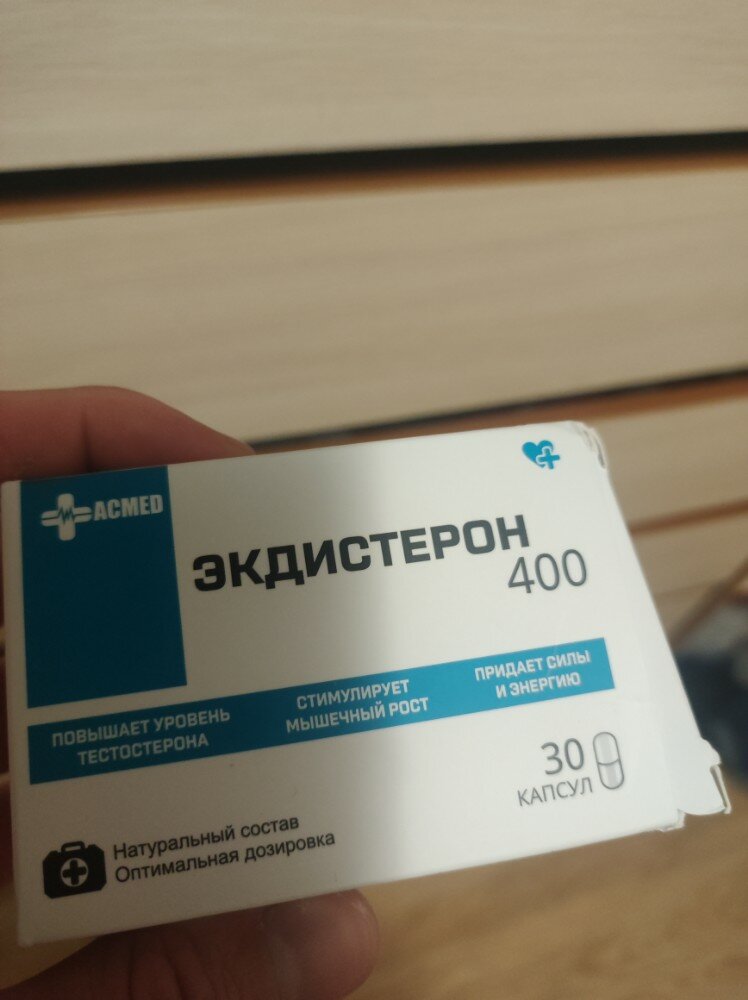 ACMED
ЭКДИСТЕРОН
400
ПОВЫШАЕТ УРОВЕНЬ
ТЕСТОСТЕРОНА
СТИМУЛИРУЕТ
МЫШЕЧНЫЙ РОСТ
ПРИДАЕТ СИЛЫ
И ЭНЕРГИЮ
30
КАПСУЛ
Натуральный состав
Оптимальная дозировка